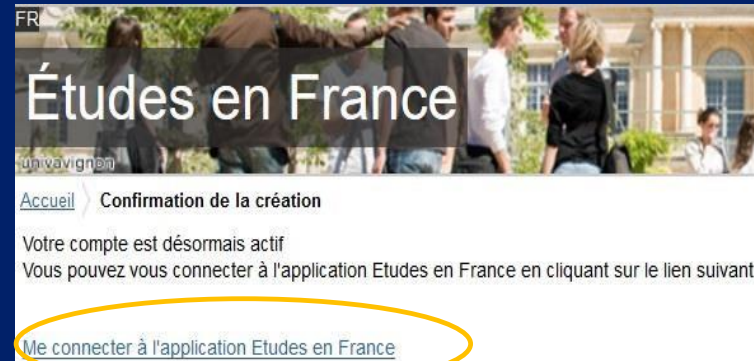 FR
Études en France
univavignon
Accueil Confirmation de la création
Votre compte est désormais actif
Vous pouvez vous connecter à l'application Etudes en France en cliquant sur le lien suivant
Me connecter à l'application Etudes en France